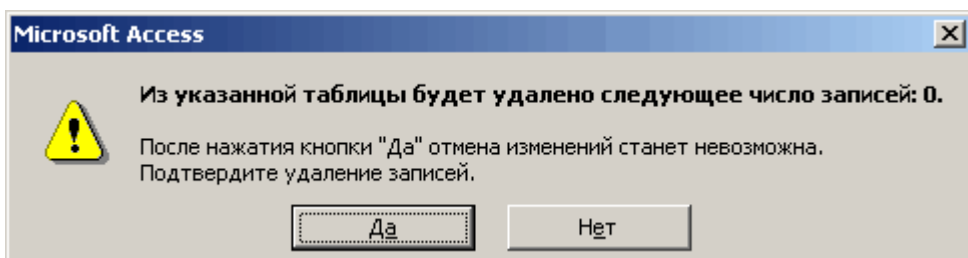 Microsoft Access
Из указанной таблицы будет удалено следующее число записей: 0.
После нажатия кнопки "Да" отмена изменений станет невозможна.
Подтвердите удаление записей.
Да
Нет